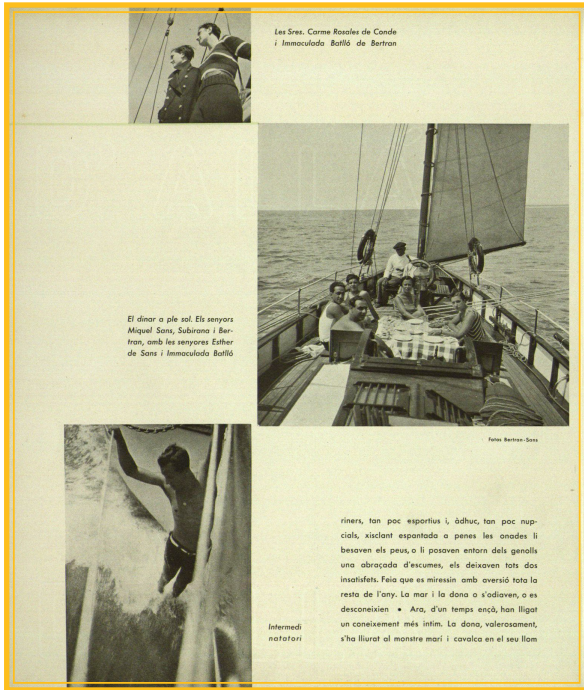 Les Sres. Carme Rosales de Conde
i Immaculada Batlló de Bertran
El dinar a ple sol. Els senyors
Miquel Sans, Subirana i Ber-
tran, amb les senyores Esther
de Sans i Immaculada Batlló
Fotos Bertran-Sans
Intermedi
natatori
riners, tan poc esportius i, àdhuc, tan poc nup-
cials, xisclant espantada a penes les onades li
besaven els peus, o li posaven entorn dels genolls
una abraçada d'escumes, els deixaven tots dos
insatisfets. Feia que es miressin amb aversió tota la
resta de l'any. La mar i la dona o s'odiaven, o es
desconeixien • Ara, d'un temps ençà, han lligat
un coneixement més íntim. La dona, valerosament,
s'ha lliurat al monstre marí i cavalca en el seu llom